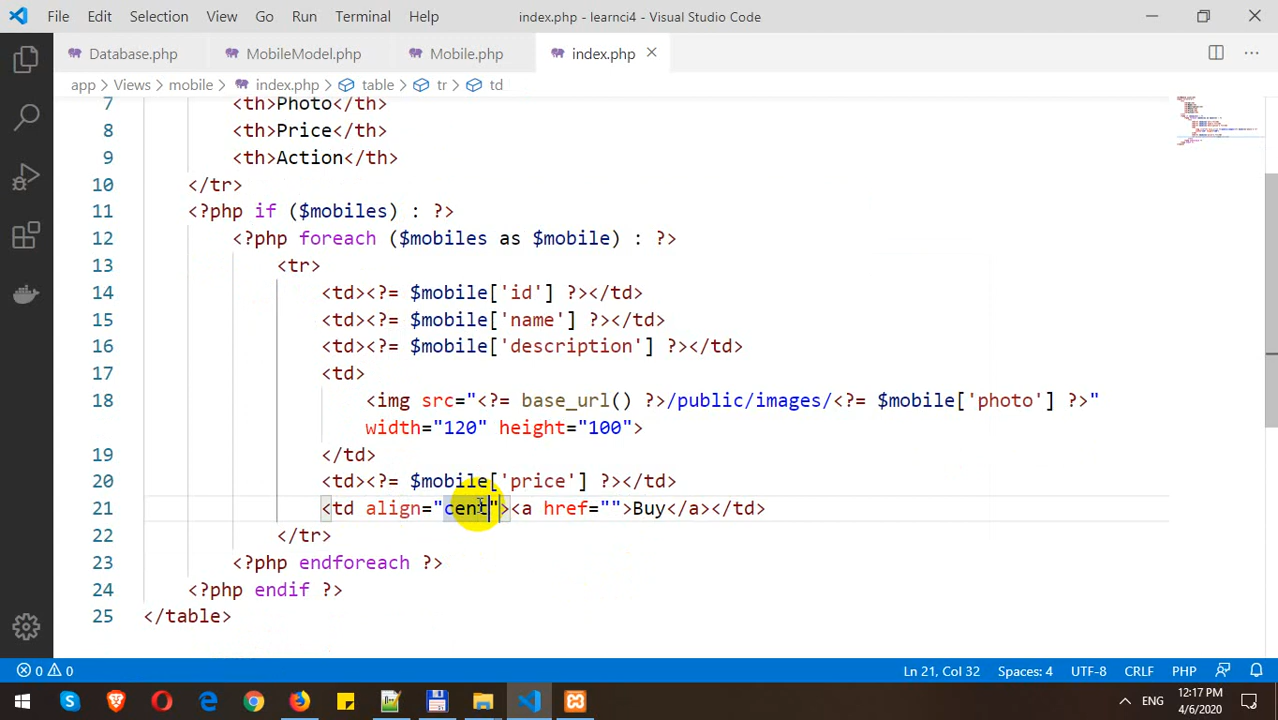 File Edit Selection View Go Run Terminal Help
index.php - learnci4 - Visual Studio Code
Database.php MobileModel.php Mobile.php index.php
app > Views > mobile > index.php > table > tr > td
7 <th>Photo</th>
8 <th>Price</th>
9 <th>Action</th>
10 </tr>
11 <?php if ($mobiles) : ?>
12 <?php foreach ($mobiles as $mobile) : ?>
13 <tr>
14 <td><?= $mobile['id'] ?></td>
15 <td><?= $mobile['name'] ?></td>
16 <td><?= $mobile['description'] ?></td>
17 <td>
18 <img src="<?= base_url() ?>/public/images/<?= $mobile['photo'] ?>"
width="120" height="100">
19 </td>
20 <td><?= $mobile['price'] ?></td>
21 <td align="cent"><a href="">Buy</a></td>
22 </tr>
23 <?php endforeach ?>
24 <?php endif ?>
25 </table>
0 0 Ln 21, Col 32 Spaces: 4 UTF-8 CRLF PHP
ENG 12:17 PM
4/6/2020